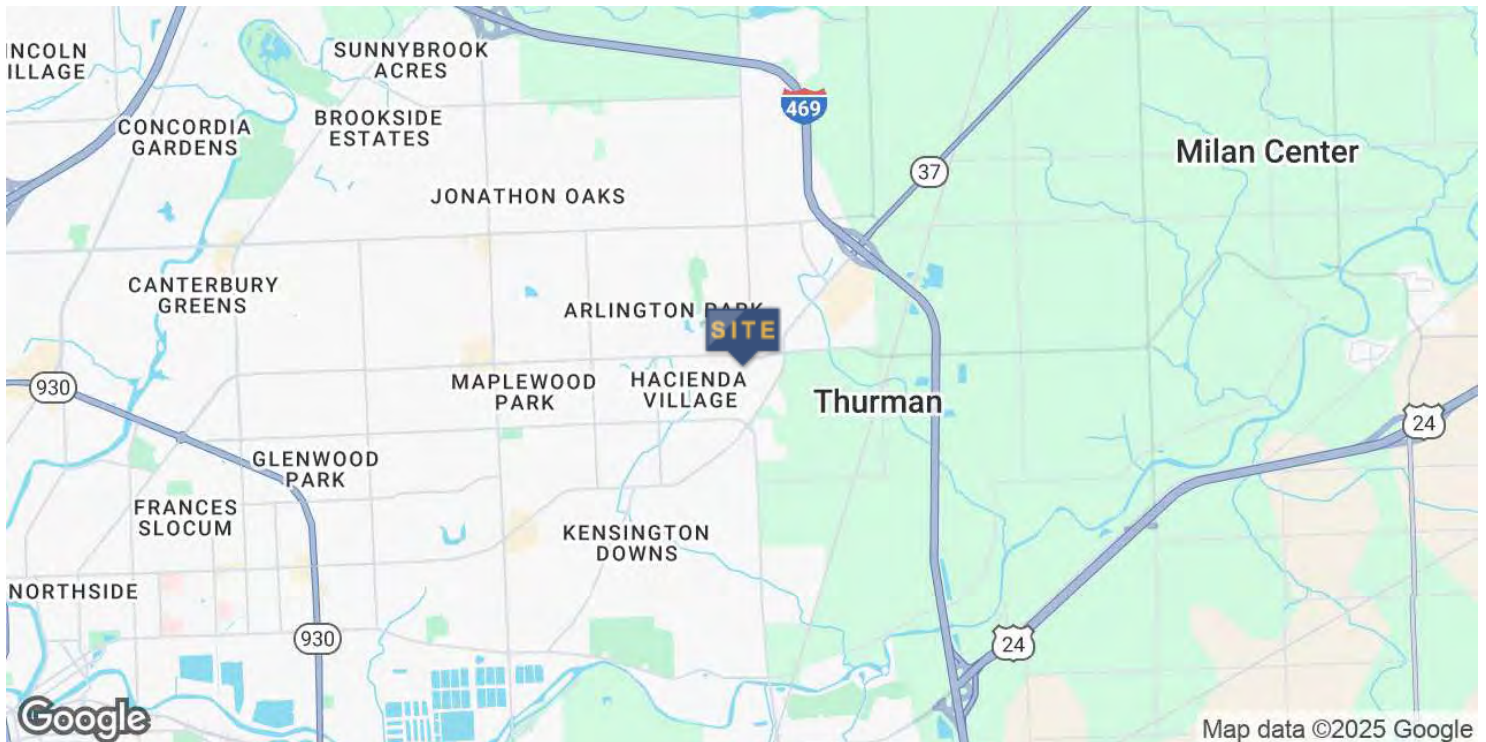 INCOLN
ILLAGE
SUNNYBROOK
ACRES
469
CONCORDIA
GARDENS
BROOKSIDE
ESTATES
Milan Center
37
JONATHON OAKS
CANTERBURY
GREENS
ARLINGTON PARK
SITE
930
MAPLEWOOD
PARK
HACIENDA
VILLAGE
Thurman
24
GLENWOOD
PARK
FRANCES
SLOCUM
KENSINGTON
DOWNS
NORTHSIDE
930
24
Google
Map data ©2025 Google